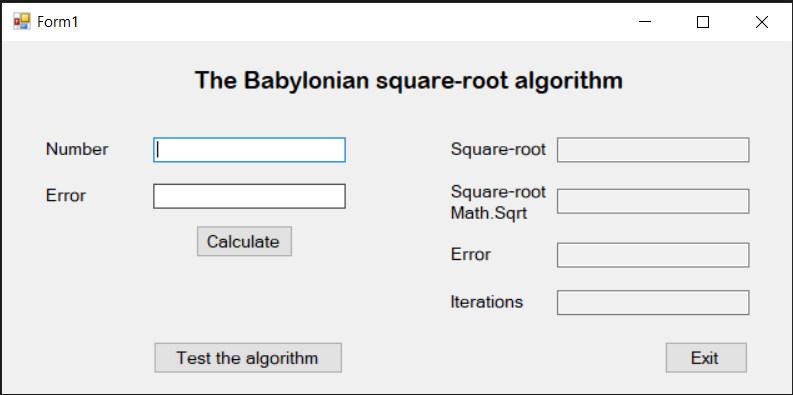 Form1
The Babylonian square-root algorithm
Number
Error
Calculate
Test the algorithm
Square-root
Square-root
Math.Sqrt
Error
Iterations
Exit